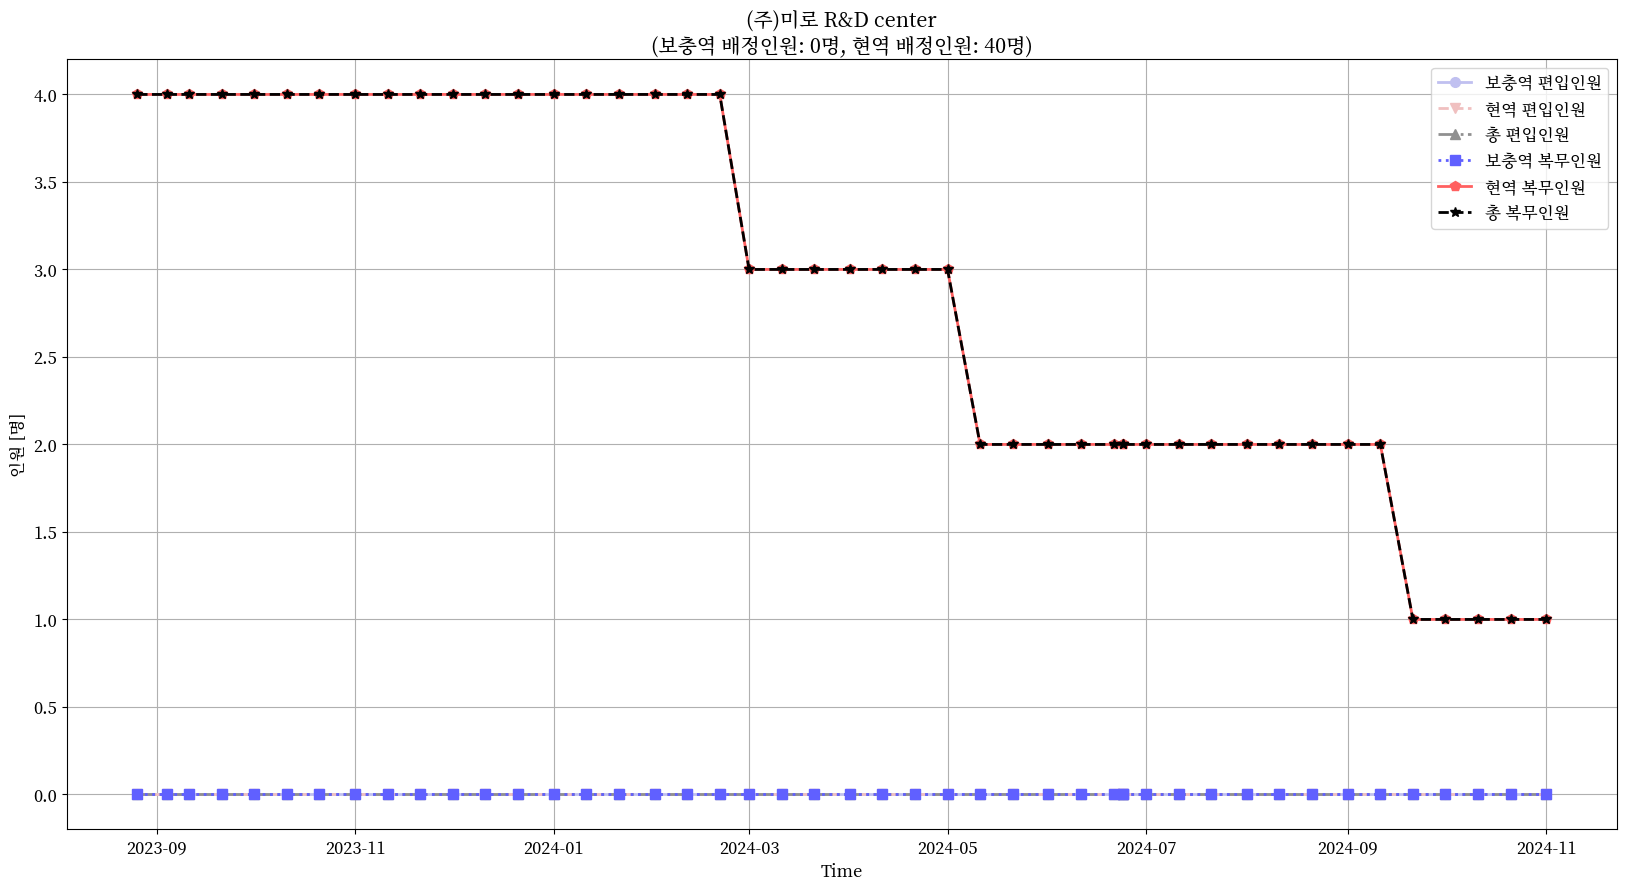 (주)미로 R&D center
(보충역 배정인원: 0명, 현역 배정인원: 40명)
보충역 편입인원
현역 편입인원
총 편입인원
보충역 복무인원
현역 복무인원
총 복무인원
인원 [명]
4.0
3.5
3.0
2.5
2.0
1.5
1.0
0.5
0.0
2023-09
2023-11
2024-01
2024-03
2024-05
2024-07
2024-09
2024-11
Time